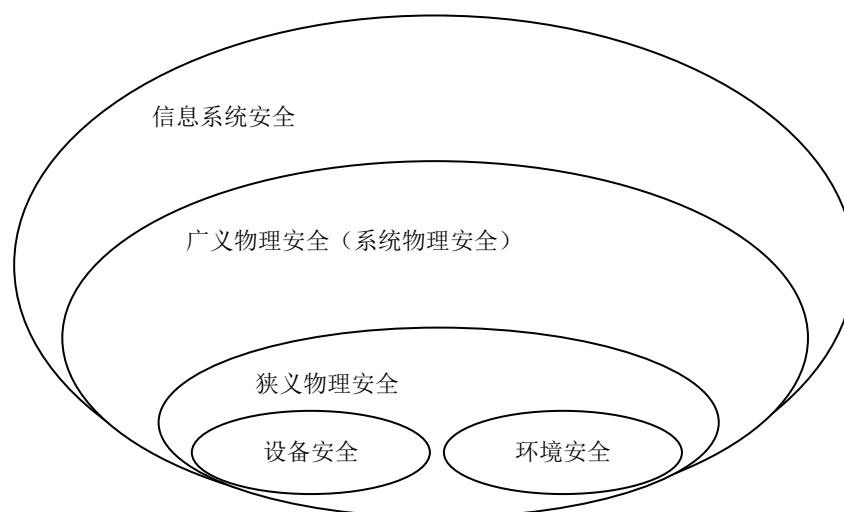 信息系统安全
广义物理安全（系统物理安全）
狭义物理安全
设备安全
环境安全